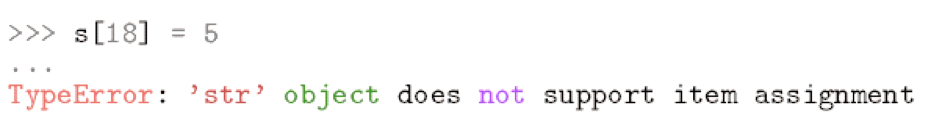 >>> s[18] = 5
...
TypeError: ’str’ object does not support item assignment